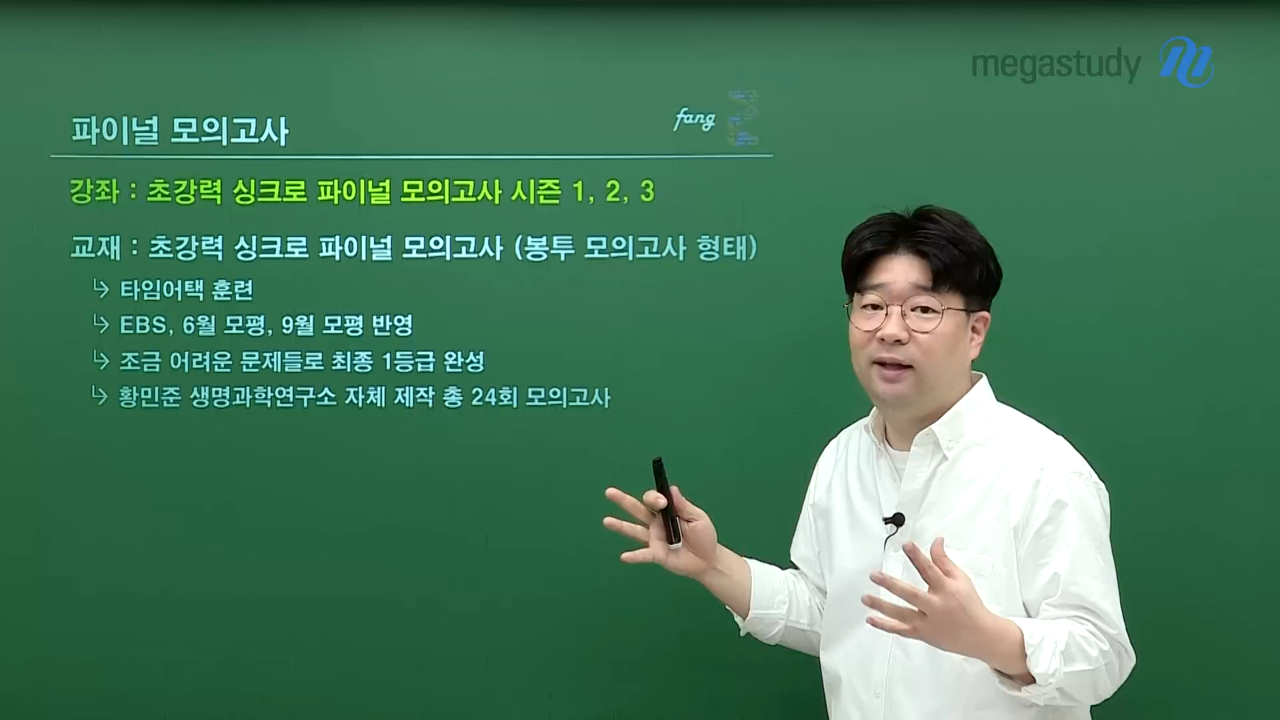 megastudy
파이널 모의고사
fang
강좌 : 초강력 싱크로 파이널 모의고사 시즌 1, 2, 3
교재 : 초강력 싱크로 파이널 모의고사 (봉투 모의고사 형태)
↳ 타임어택 훈련
↳ EBS, 6월 모평, 9월 모평 반영
↳ 조금 어려운 문제들로 최종 1등급 완성
↳ 황민준 생명과학연구소 자체 제작 총 24회 모의고사